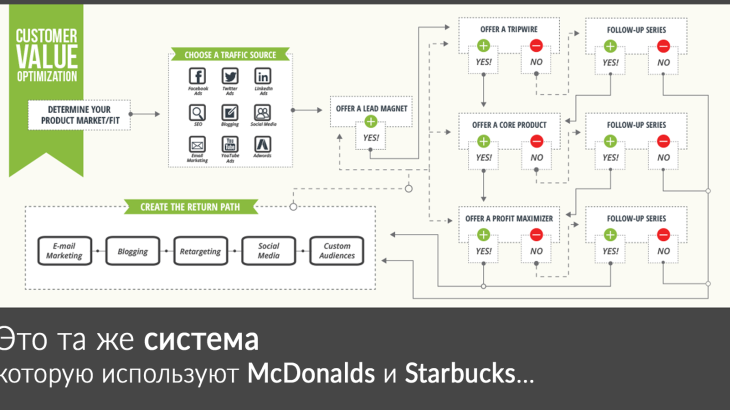 CUSTOMER
VALUE
OPTIMIZATION
DETERMINE YOUR
PRODUCT MARKET/FIT
CHOOSE A TRAFFIC SOURCE
Facebook
Ads
Twitter
Ads
LinkedIn
Ads
SEO
Blogging
Social Media
Email
Marketing
You
Tube
YouTube
Ads
Adwords
OFFER A LEAD MAGNET
YES!
OFFER A TRIPWIRE
YES!
NO
FOLLOW-UP SERIES
YES!
NO
OFFER A CORE PRODUCT
YES!
NO
FOLLOW-UP SERIES
YES!
NO
OFFER A PROFIT MAXIMIZER
YES!
NO
FOLLOW-UP SERIES
YES!
NO
CREATE THE RETURN PATH
E-mail
Marketing
Blogging
Retargeting
Social
Media
Custom
Audiences
Это та же система
которую используют McDonalds и Starbucks...